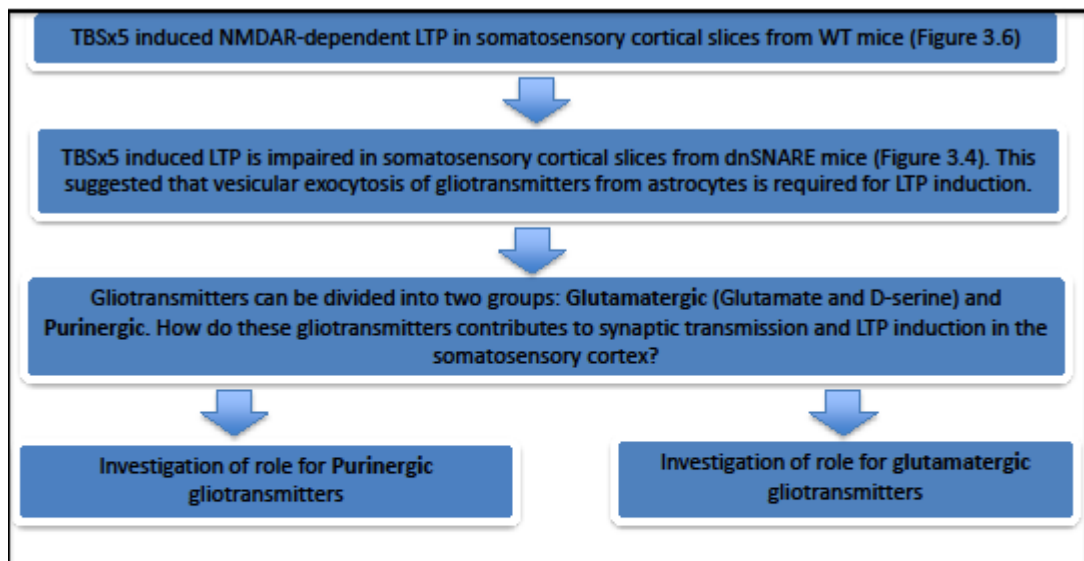 TBSx5 induced NMDAR-dependent LTP in somatosensory cortical slices from WT mice (Figure 3.6)
TBSx5 induced LTP is impaired in somatosensory cortical slices from dnSNARE mice (Figure 3.4). This
suggested that vesicular exocytosis of gliotransmitters from astrocytes is required for LTP induction.
Gliotransmitters can be divided into two groups: Glutamatergic (Glutamate and D-serine) and
Purinergic. How do these gliotransmitters contributes to synaptic transmission and LTP induction in the
somatosensory cortex?
Investigation of role for Purinergic
gliotransmitters
Investigation of role for glutamatergic
gliotransmitters